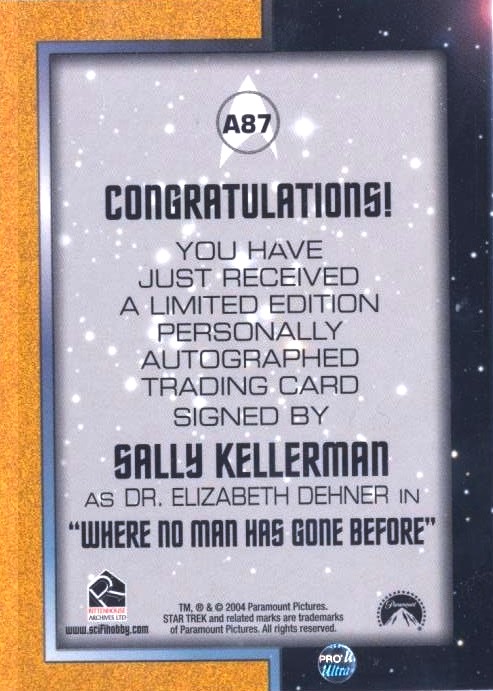 A87
CONGRATULATIONS!
YOU HAVE
JUST RECEIVED
A LIMITED EDITION
PERSONALLY
AUTOGRAPHED
TRADING CARD
SIGNED BY
SALLY KELLERMAN
AS DR. ELIZABETH DEHNER IN
“WHERE NO MAN HAS GONE BEFORE”
RITTENHOUSE
ARCHIVES LTD
www.scifihobby.com
TM, ® & © 2004 Paramount Pictures.
STAR TREK and related marks are trademarks
of Paramount Pictures. All rights reserved.
Paramount
PRO
Ultra